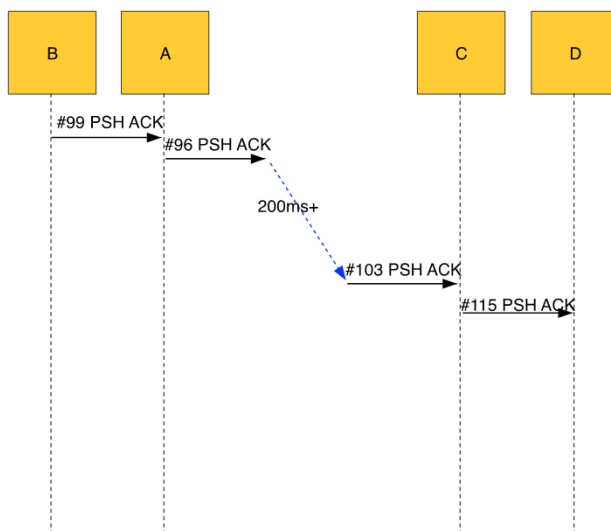 B
A
C
D
#99 PSH ACK
#96 PSH ACK
200ms+
#103 PSH ACK
#115 PSH ACK